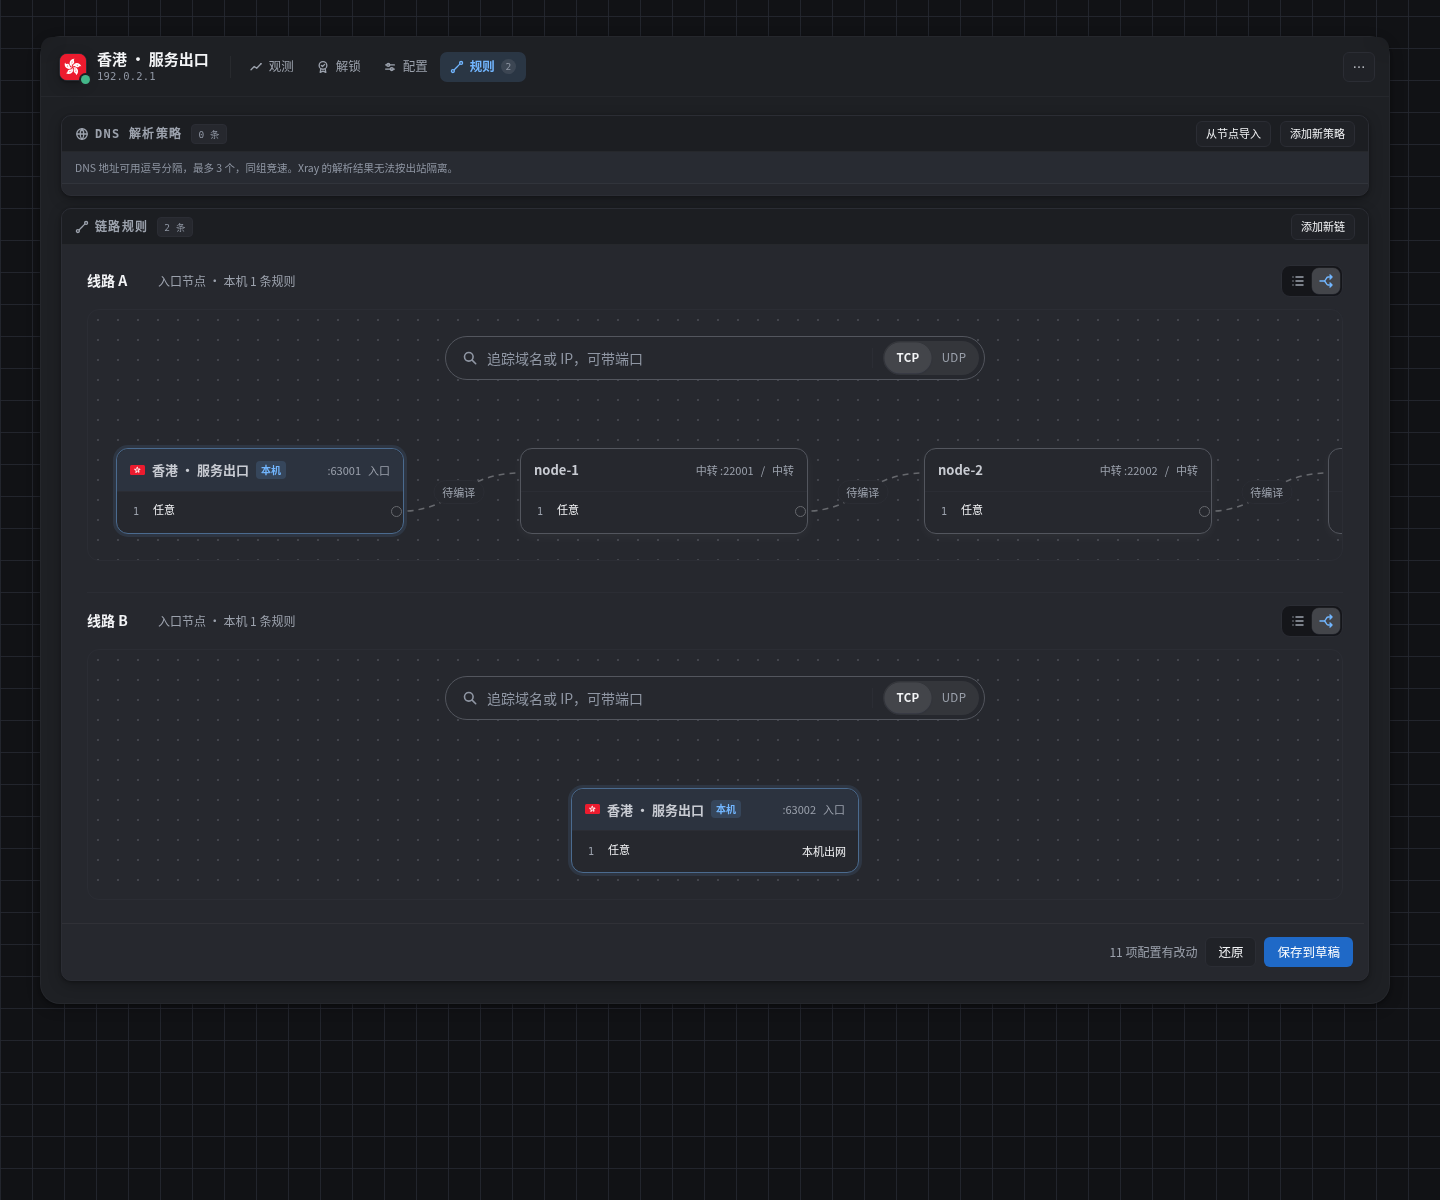 香港 · 服务出口
192.0.2.1
观测
解锁
配置
规则 2
···
DNS 解析策略 0 条
从节点导入
添加新策略
DNS 地址可用逗号分隔，最多 3 个，同组竞速。Xray 的解析结果无法按出站隔离。
链路规则 2 条
添加新链
线路 A
入口节点 · 本机 1 条规则
追踪域名或 IP，可带端口
TCP
UDP
香港 · 服务出口 本机 :63001 入口
1 任意
待编译
node-1 中转 :22001 / 中转
1 任意
待编译
node-2 中转 :22002 / 中转
1 任意
待编译
线路 B
入口节点 · 本机 1 条规则
追踪域名或 IP，可带端口
TCP
UDP
香港 · 服务出口 本机 :63002 入口
1 任意 本机出网
11 项配置有改动
还原
保存到草稿